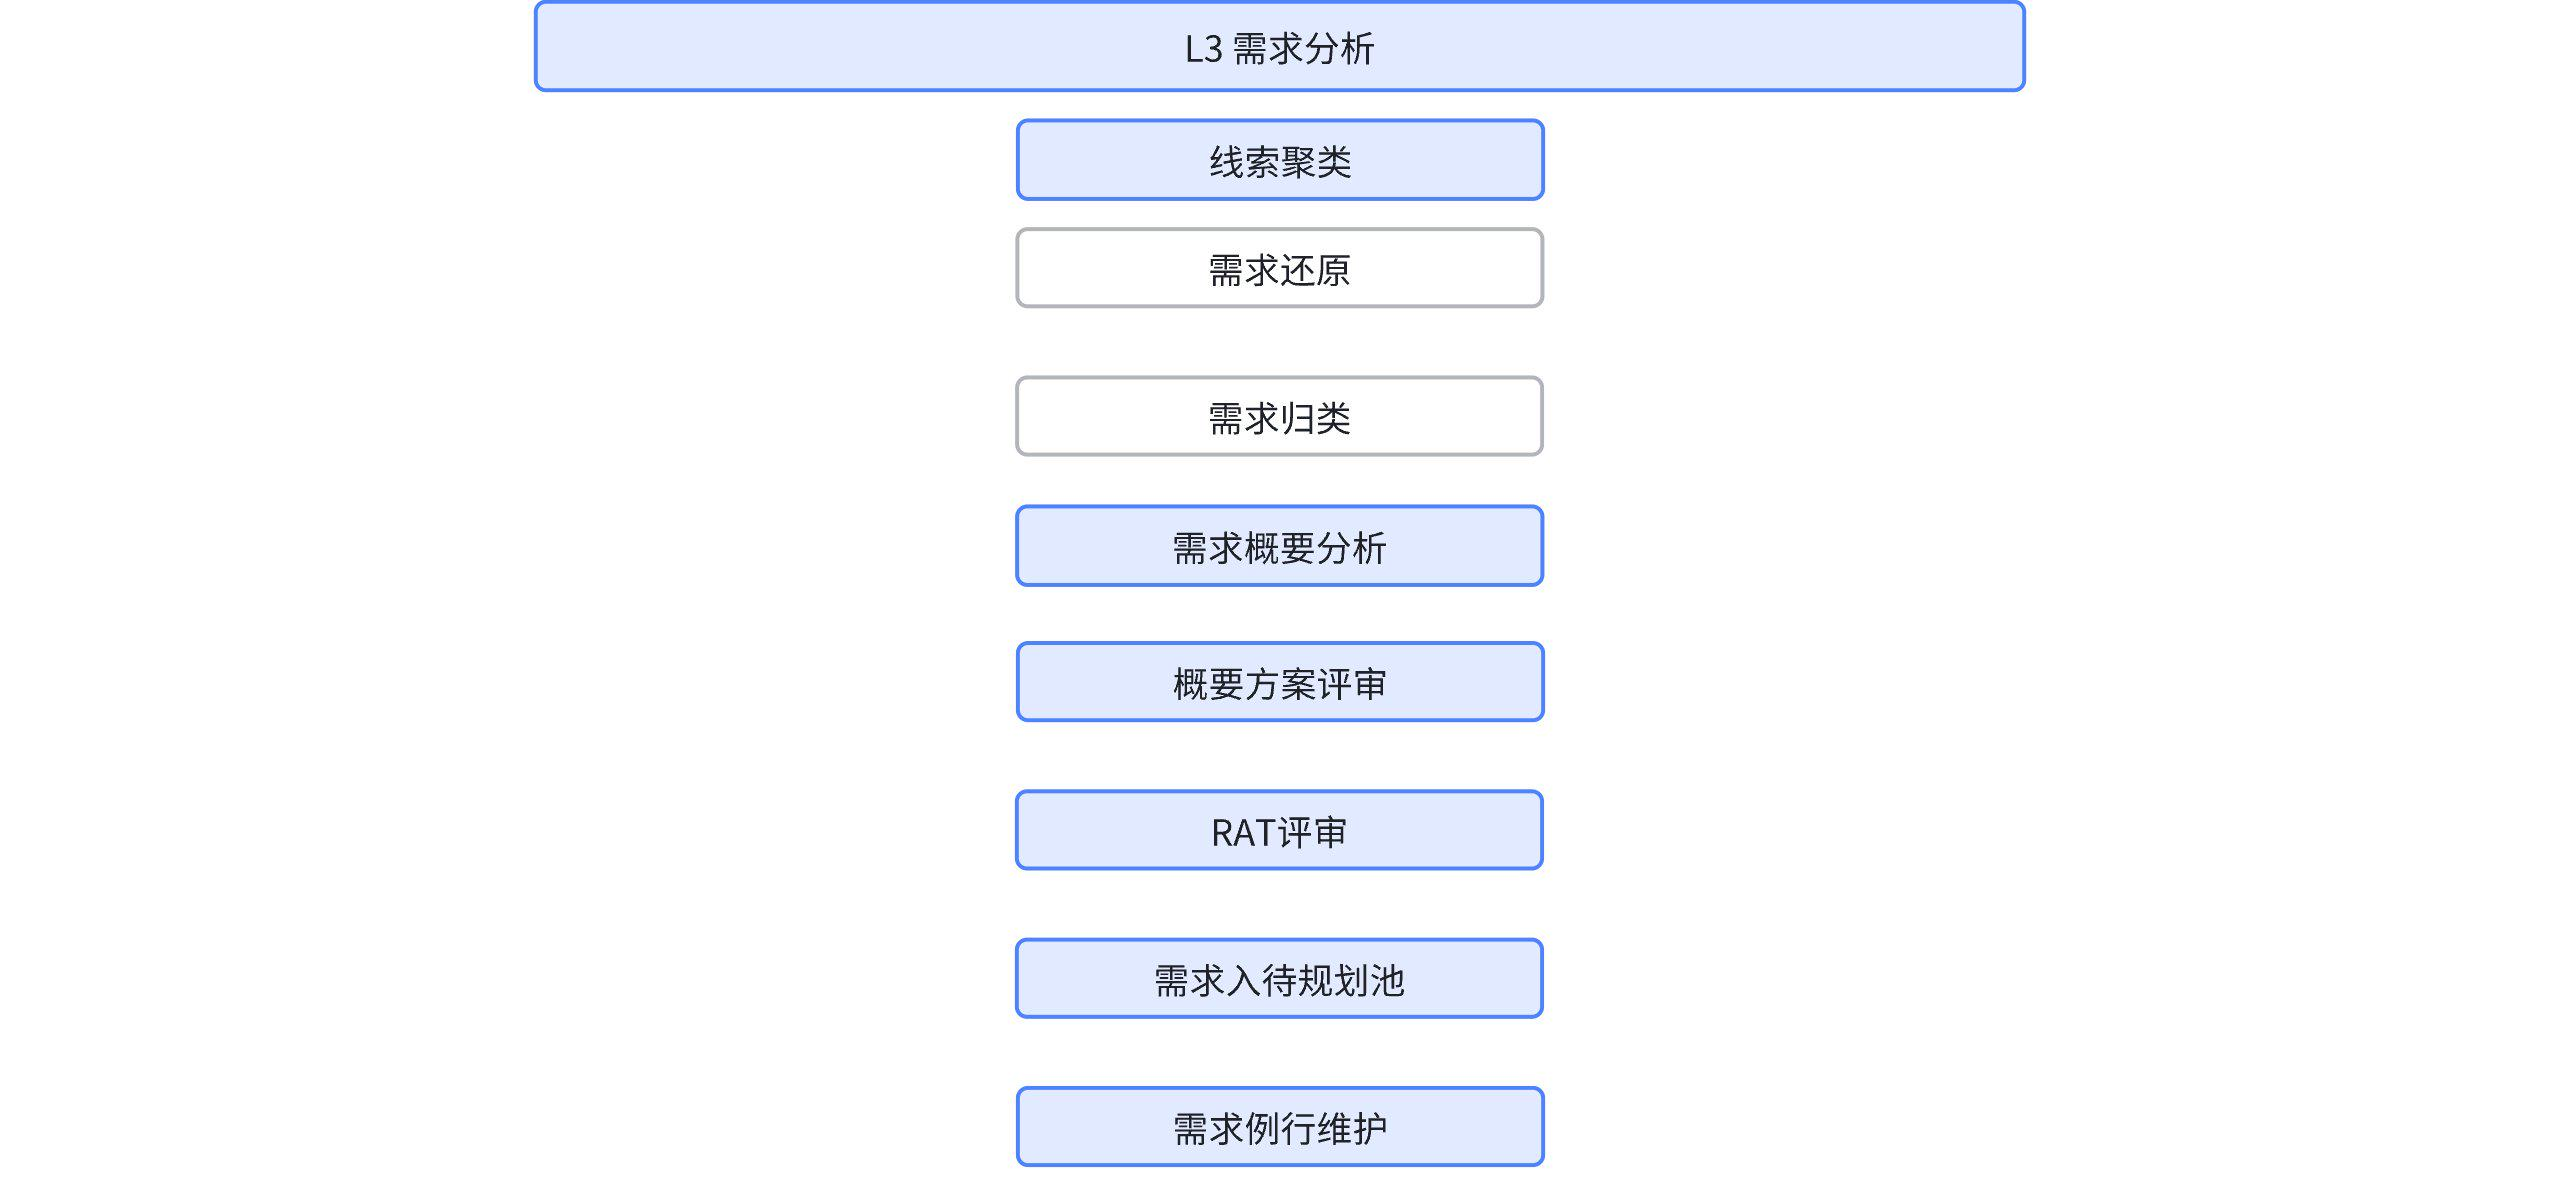 L3 需求分析
线索聚类
需求还原
需求归类
需求概要分析
概要方案评审
RAT评审
需求入待规划池
需求例行维护